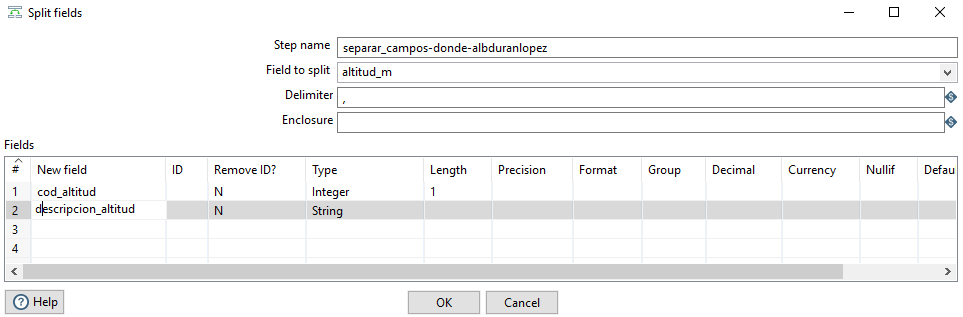 Split fields
Step name separar_campos-donde-albduranlopez
Field to split altitud_m
Delimiter ,
Enclosure
Fields
# New field ID Remove ID? Type Length Precision Format Group Decimal Currency Nullif Defau
1 cod_altitud N Integer 1
2 descripcion_altitud N String
3
4
Help OK Cancel